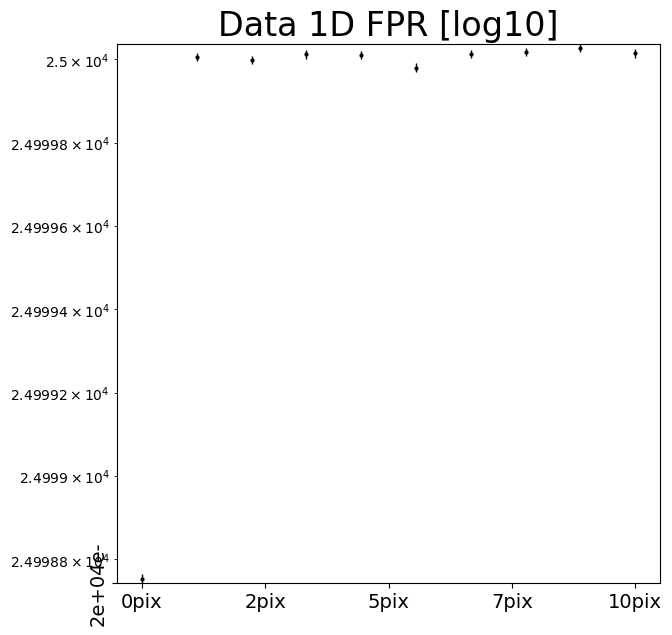 Data 1D FPR [log10]
2.5 × 10⁴
2.49998 × 10⁴
2.49996 × 10⁴
2.49994 × 10⁴
2.49992 × 10⁴
2.4999 × 10⁴
2.49988 × 10⁴
2e+04e-
0pix 2pix 5pix 7pix 10pix